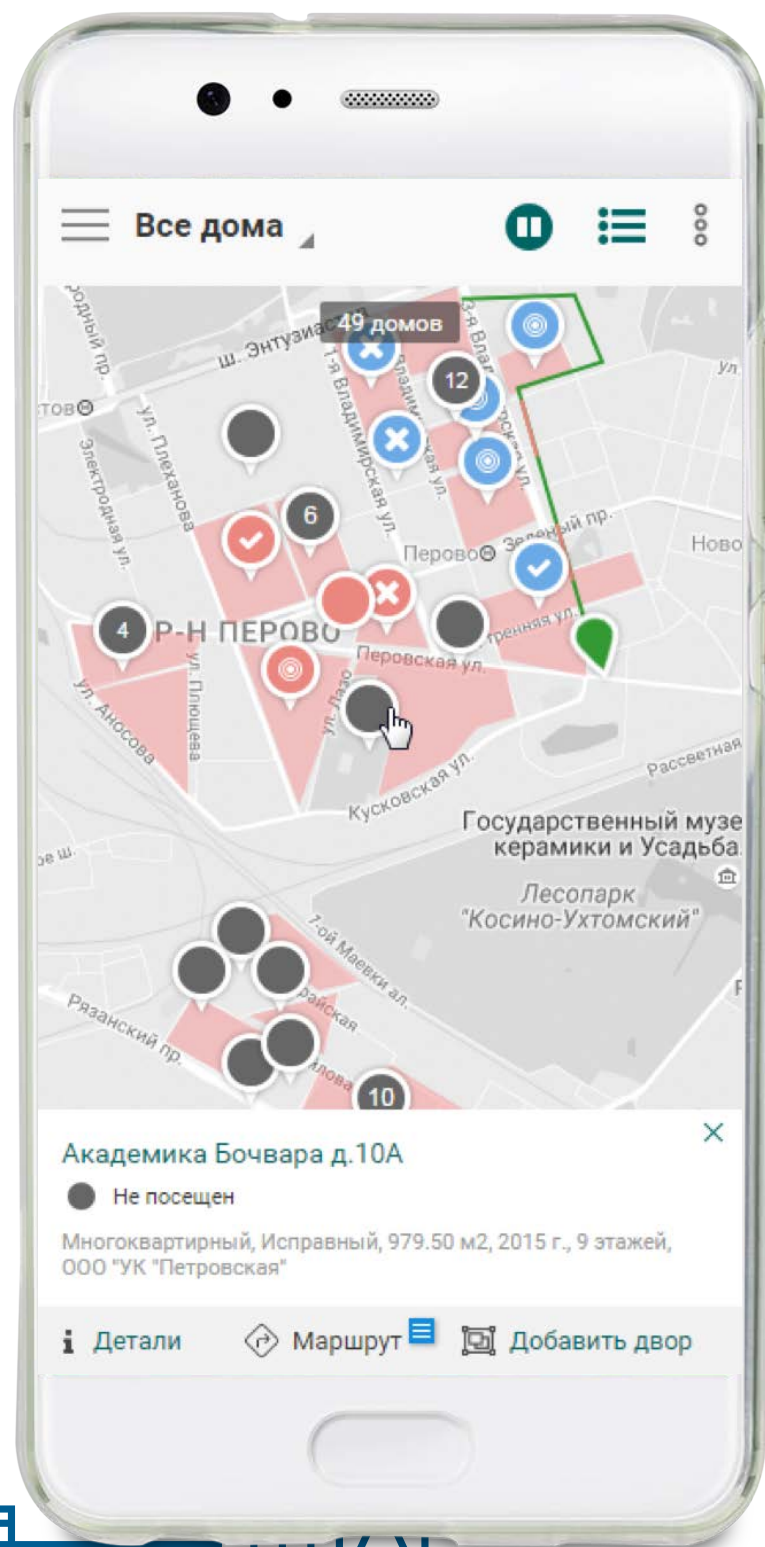 Все дома
49 домов
ш. Энтузиастов
12
ул. Плеханова
Электродная ул.
1-я Владимирская ул.
6
Зеленый пр.
Перово
Ново
4
Р-Н ПЕРОВО
Перовская ул.
ул. Плющева
ул. Лазо
ул. Аносова
Кусковская ул.
Рассветная
Государственный музе
керамики и Усадьба
Лесопарк
"Косино-Ухтомский"
1-ой Маевки ал.
Рязанский пр.
10
Академика Бочвара д.10А
Не посещен
Многоквартирный, Исправный, 979.50 м2, 2015 г., 9 этажей,
ООО "УК "Петровская"
Детали
Маршрут
Добавить двор